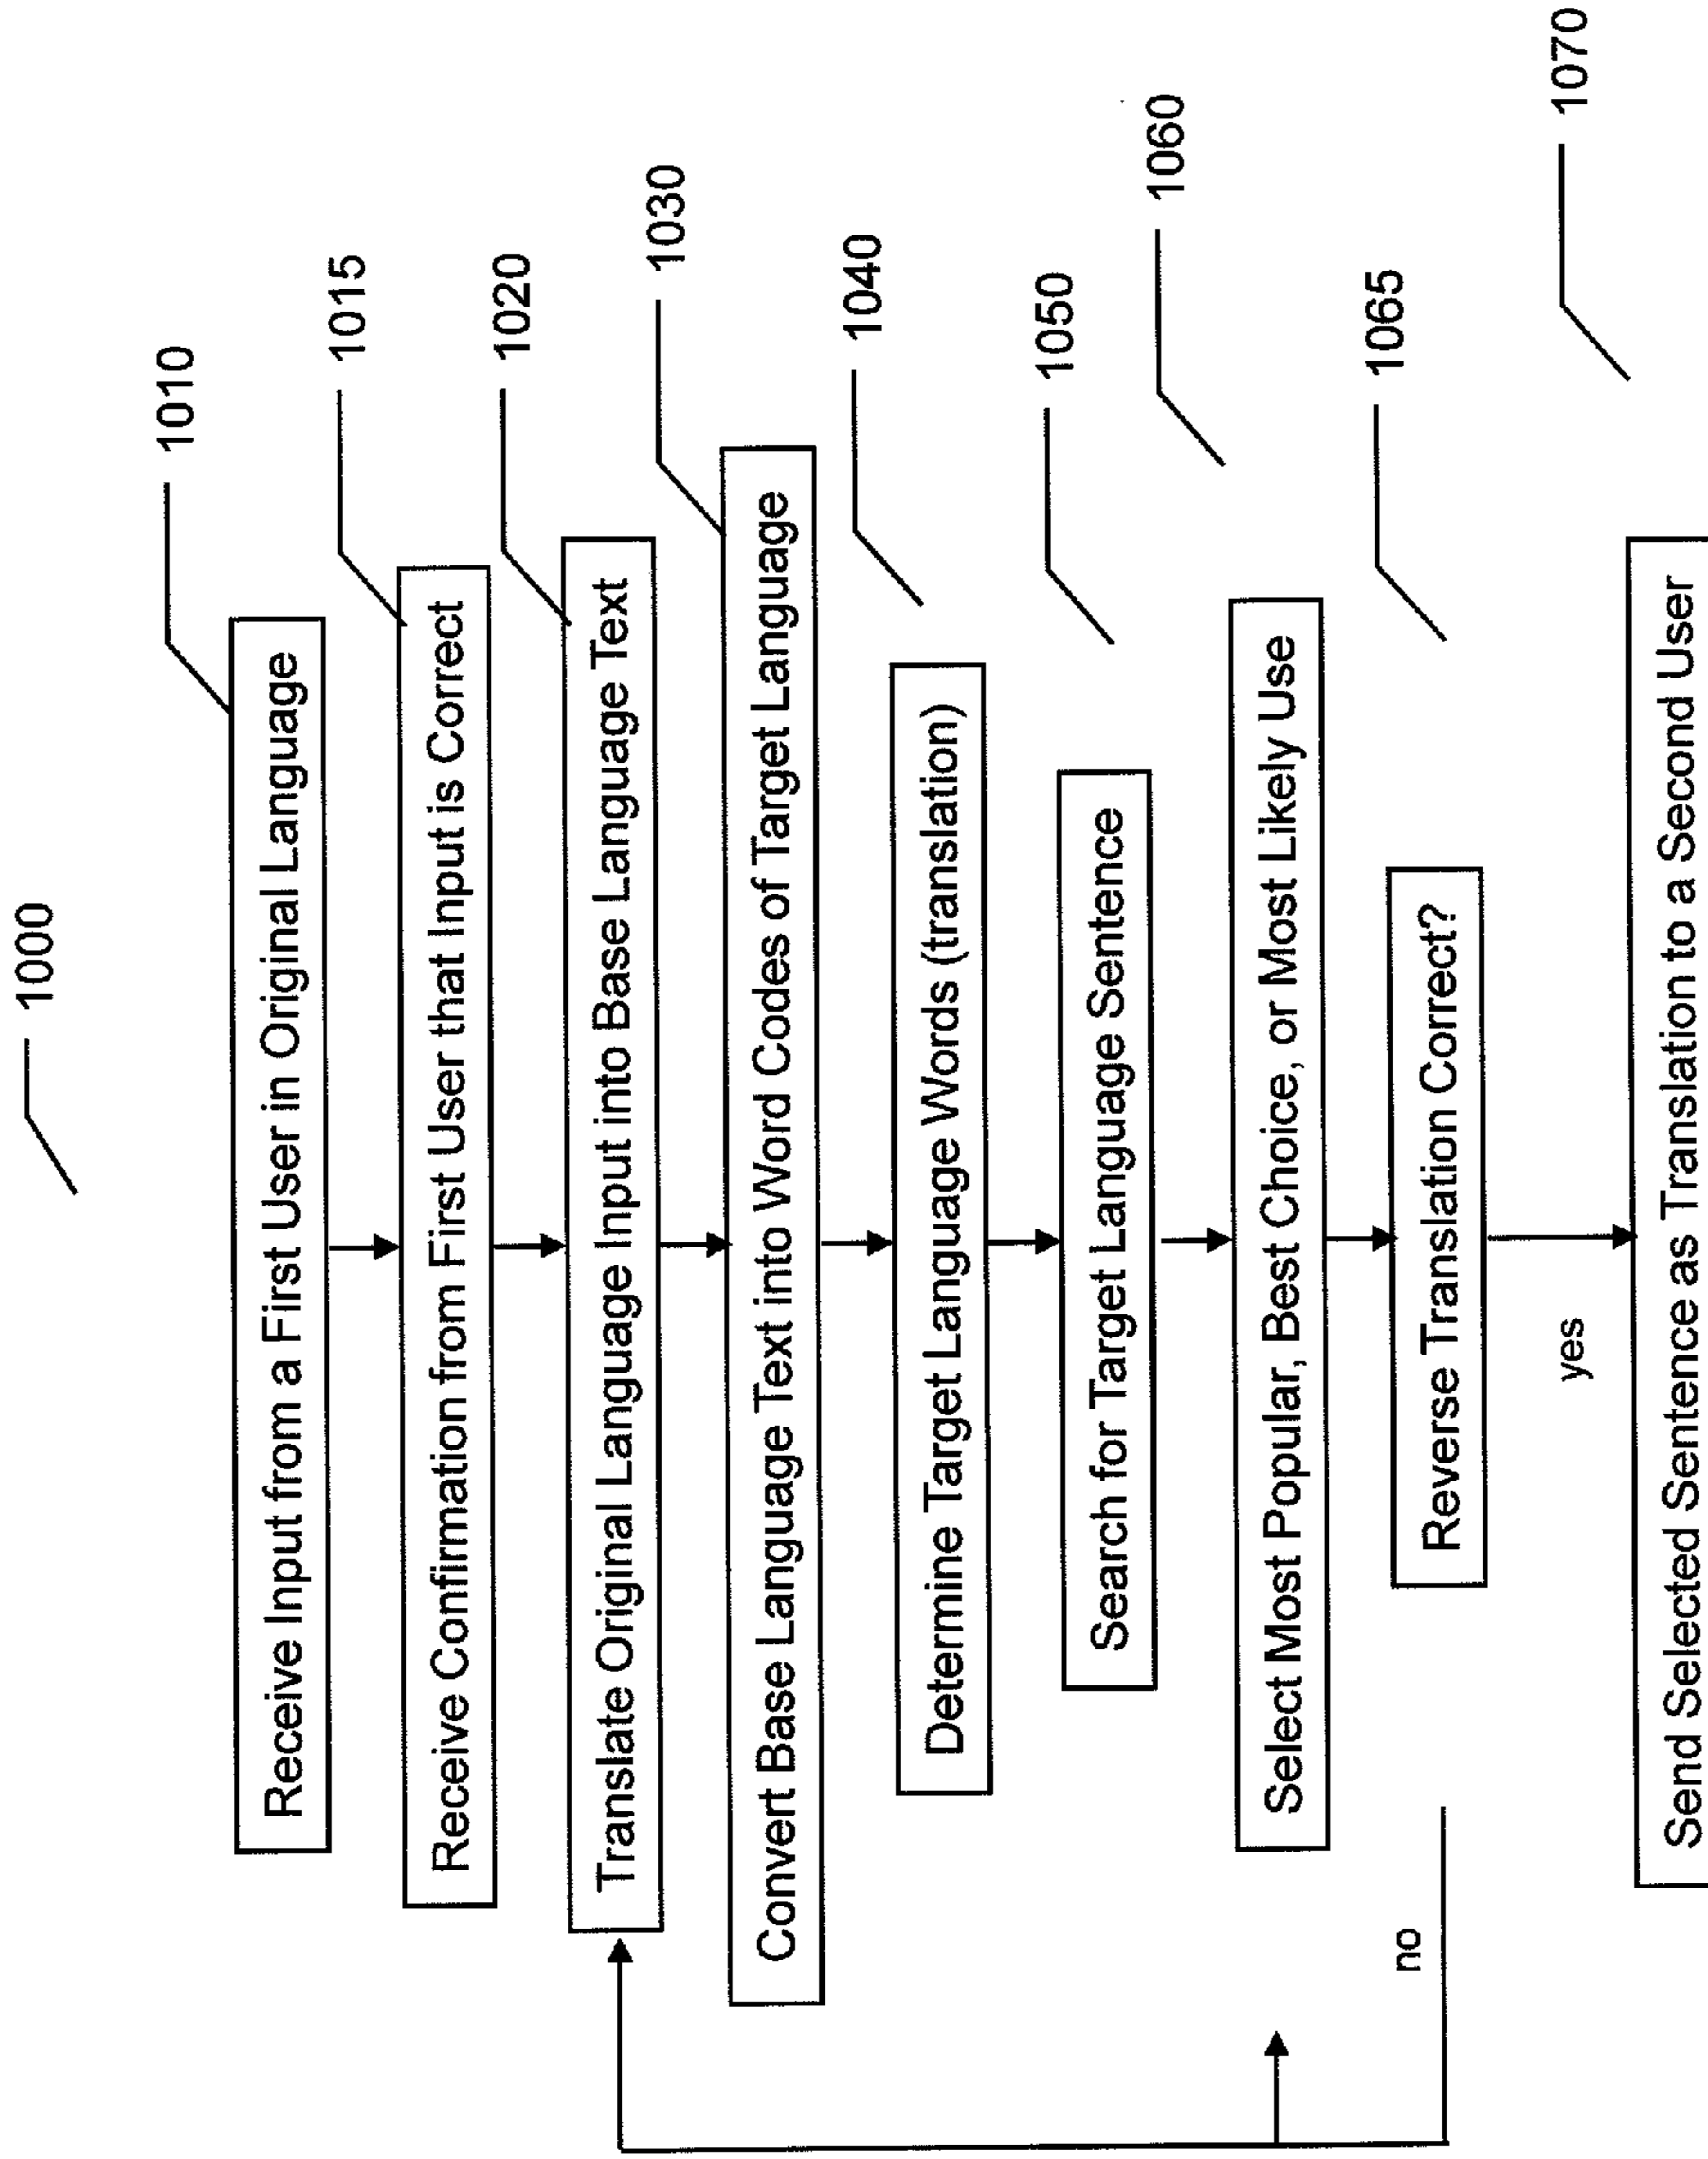 1000
Receive Input from a First User in Original Language
1010
Receive Confirmation from First User that Input is Correct
1015
Translate Original Language Input into Base Language Text
1020
Convert Base Language Text into Word Codes of Target Language
1030
Determine Target Language Words (translation)
1040
Search for Target Language Sentence
1050
Select Most Popular, Best Choice, or Most Likely Use
1060
Reverse Translation Correct?
1065
no
yes
Send Selected Sentence as Translation to a Second User
1070